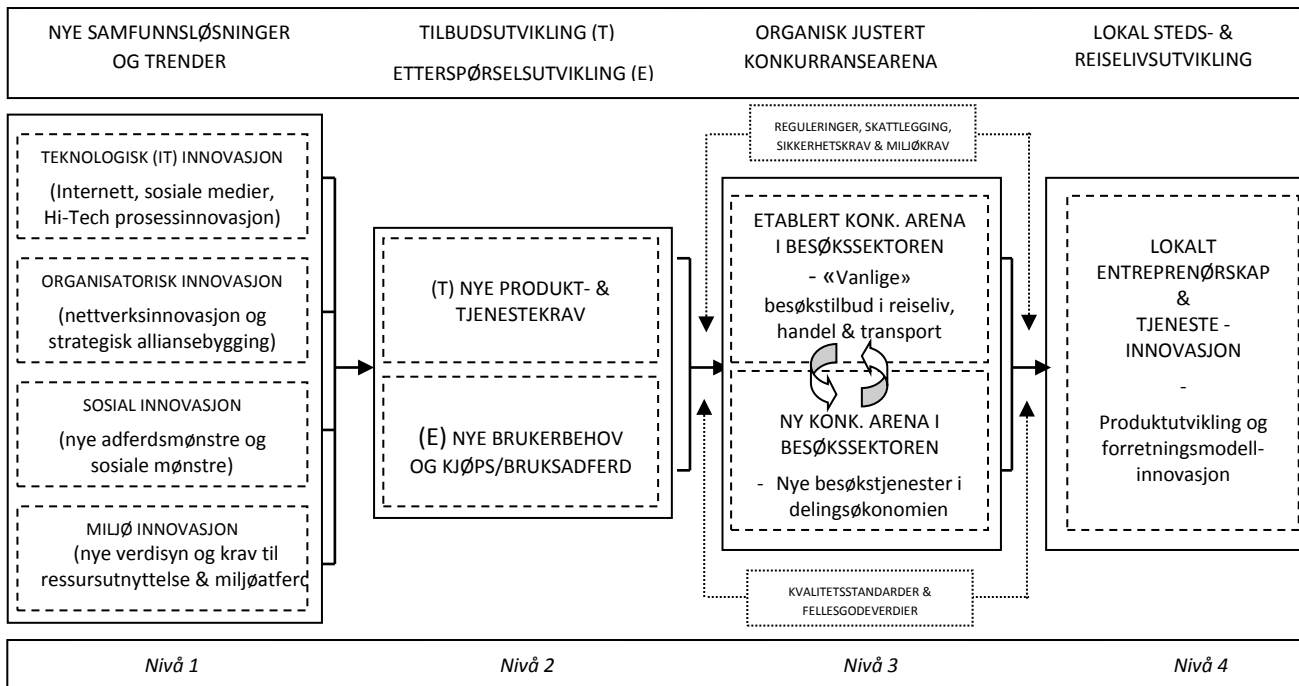 NYE SAMFUNNSLØSNINGER
OG TRENDER
TILBUDSUTVIKLING (T)
ETTERSPØRSELSUTVIKLING (E)
ORGANISK JUSTERT
KONKURRANSEARENA
LOKAL STEDS- &
REISELIVSUTVIKLING
TEKNOLOGISK (IT) INNOVASJON
(Internett, sosiale medier,
Hi-Tech prosessinnovasjon)
ORGANISATORISK INNOVASJON
(nettverksinnovasjon og
strategisk alliansebygging)
SOSIAL INNOVASJON
(nye adferdsmønstre og
sosiale mønstre)
MILJØ INNOVASJON
(nye verdisyn og krav til
ressursutnyttelse & miljøatferd
(T) NYE PRODUKT- &
TJENESTEKRAV
(E) NYE BRUKERBEHOV
OG KJØPS/BRUKSADFERD
REGULERINGER, SKATTLEGGING,
SIKKERHETSKRAV & MILJØKRAV
ETABLERT KONK. ARENA
I BESØKSSEKTOREN
- «Vanlige»
besøkstilbud i reiseliv,
handel & transport
NY KONK. ARENA I
BESØKSSEKTOREN
- Nye besøkstjenester i
delingsøkonomien
KVALITETSSTANDARDER &
FELLESGODEVERDIER
LOKALT
ENTREPRENØRSKAP
&
TJENESTE -
INNOVASJON
-
Produktutvikling og
forretningsmodell-
innovasjon
Nivå 1
Nivå 2
Nivå 3
Nivå 4